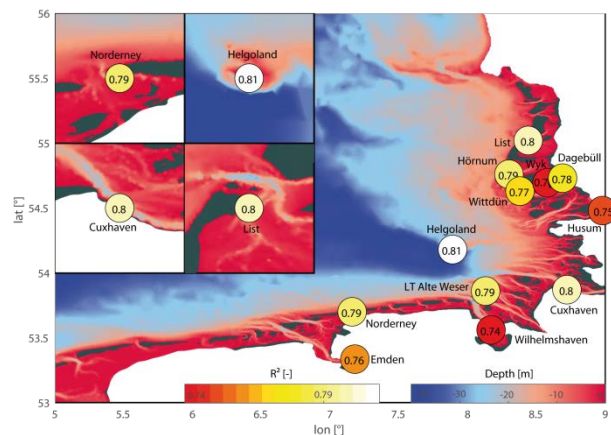 56
55.5
55
54.5
54
53.5
53
lat [°]
Norderney
0.79
Helgoland
0.81
0.8
Cuxhaven
0.8
List
List
0.8
Hörnum
0.79
Wyk
Dagebüll
0.78
Wittdün
0.77
0.75
Husum
Helgoland
0.81
LT Alte Weser
0.79
0.8
Cuxhaven
0.79
Norderney
0.74
Wilhelmshaven
0.76
Emden
R² [-]
0.74
0.79
Depth [m]
-30
-20
-10
5
5.5
6
6.5
7
7.5
8
8.5
9
lon [°]